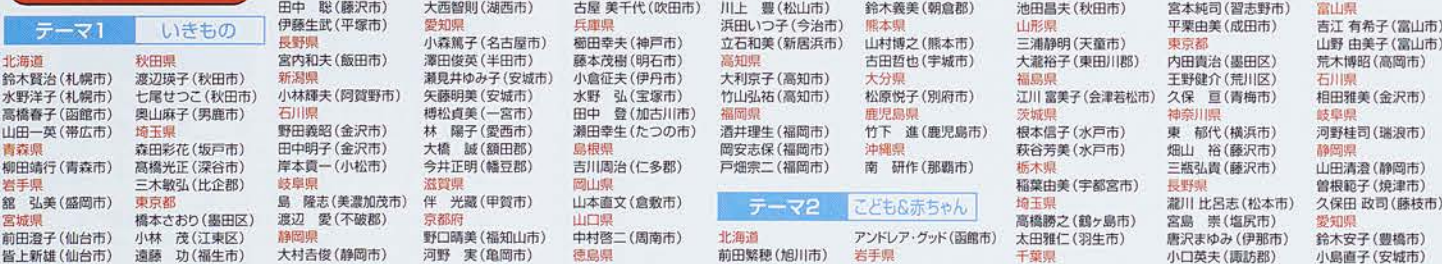 テーマ1 いきもの
北海道
鈴木賢治(札幌市)
水野洋子(札幌市)
高橋春子(函館市)
山田一英(帯広市)
青森県
柳田靖行(青森市)
岩手県
舘 弘美(盛岡市)
宮城県
前田澄子(仙台市)
皆上新雄(仙台市)
秋田県
渡辺瑛子(秋田市)
七尾せつこ(秋田市)
奥山麻子(男鹿市)
埼玉県
森田彩花(坂戸市)
髙橋光正(深谷市)
三木敏弘(比企郡)
東京都
橋本さおり(墨田区)
小林 茂(江東区)
遠藤 功(福生市)
田中 聡(藤沢市)
伊藤生武(平塚市)
長野県
宮内和夫(飯田市)
新潟県
小林輝夫(阿賀野市)
石川県
野田義昭(金沢市)
田中明子(金沢市)
岸本貢一(小松市)
岐阜県
島 隆志(美濃加茂市)
渡辺 愛(不破郡)
静岡県
大村吉俊(静岡市)
大西智則(湖西市)
愛知県
小森篤子(名古屋市)
澤田俊英(半田市)
瀬見井ゆみ子(安城市)
矢藤明美(安城市)
榑松貞美(一宮市)
林 陽子(愛西市)
大橋 誠(額田郡)
今井正明(幡豆郡)
滋賀県
伴 光蔵(甲賀市)
京都府
野口晴美(福知山市)
河野 実(亀岡市)
古屋 美千代(吹田市)
兵庫県
櫛田幸夫(神戸市)
藤本茂樹(明石市)
小倉征夫(伊丹市)
水野 弘(宝塚市)
田中 登(加古川市)
瀬田幸生(たつの市)
島根県
吉川周治(仁多郡)
岡山県
山本直文(倉敷市)
山口県
中村啓二(周南市)
徳島県
川上 豊(松山市)
浜田いつ子(今治市)
立石和美(新居浜市)
高知県
大利京子(高知市)
竹山弘祐(高知市)
福岡県
酒井理生(福岡市)
岡安志保(福岡市)
戸畑宗二(福岡市)
鈴木義美(朝倉郡)
熊本県
山村博之(熊本市)
古田哲也(宇城市)
大分県
松原悦子(別府市)
鹿児島県
竹下 進(鹿児島市)
沖縄県
南 研作(那覇市)
テーマ2 こども&赤ちゃん
北海道
前田繁穂(旭川市)
アンドレア・グッド(函館市)
岩手県
池田昌夫(秋田市)
山形県
三浦静明(天童市)
大瀧裕子(東田川郡)
福島県
江川 富美子(会津若松市)
茨城県
根本信子(水戸市)
萩谷芳美(水戸市)
栃木県
稲葉由美(宇都宮市)
埼玉県
高橋勝之(鶴ヶ島市)
太田雅仁(羽生市)
千葉県
宮本純司(習志野市)
平栗由美(成田市)
東京都
内田貴治(墨田区)
王野健介(荒川区)
久保 亘(青梅市)
神奈川県
東 郁代(横浜市)
畑山 裕(藤沢市)
三瓶弘貴(藤沢市)
長野県
瀧川 比呂志(松本市)
宮島 崇(塩尻市)
唐沢まゆみ(伊那市)
小口英夫(諏訪郡)
富山県
吉江 有希子(富山市)
山野 由美子(富山市)
荒木博昭(高岡市)
石川県
相田雅美(金沢市)
岐阜県
河野桂司(瑞浪市)
静岡県
山田清澄(静岡市)
曽根範子(焼津市)
久保田 政司(藤枝市)
愛知県
鈴木安子(豊橋市)
小島直子(安城市)